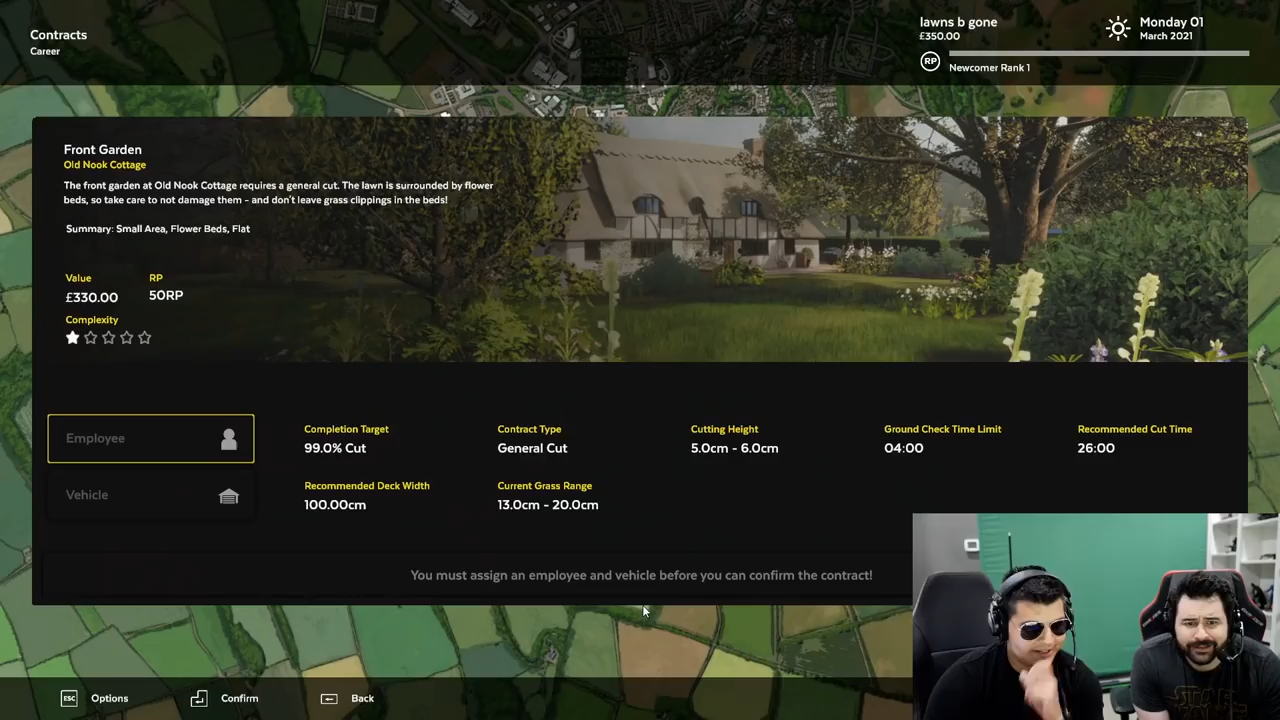 Contracts
Career
lawns b gone
£350.00
Monday 01
March 2021
RP
Newcomer Rank 1
Front Garden
Old Nook Cottage
The front garden at Old Nook Cottage requires a general cut. The lawn is surrounded by flower
beds, so take care to not damage them - and don't leave grass clippings in the beds!
Summary: Small Area, Flower Beds, Flat
Value
RP
£330.00
50RP
Complexity
Employee
Vehicle
Completion Target
Contract Type
Cutting Height
Ground Check Time Limit
Recommended Cut Time
99.0% Cut
General Cut
5.0cm - 6.0cm
04:00
26:00
Recommended Deck Width
Current Grass Range
100.00cm
13.0cm - 20.0cm
You must assign an employee and vehicle before you can confirm the contract!
ESC Options
Confirm
Back